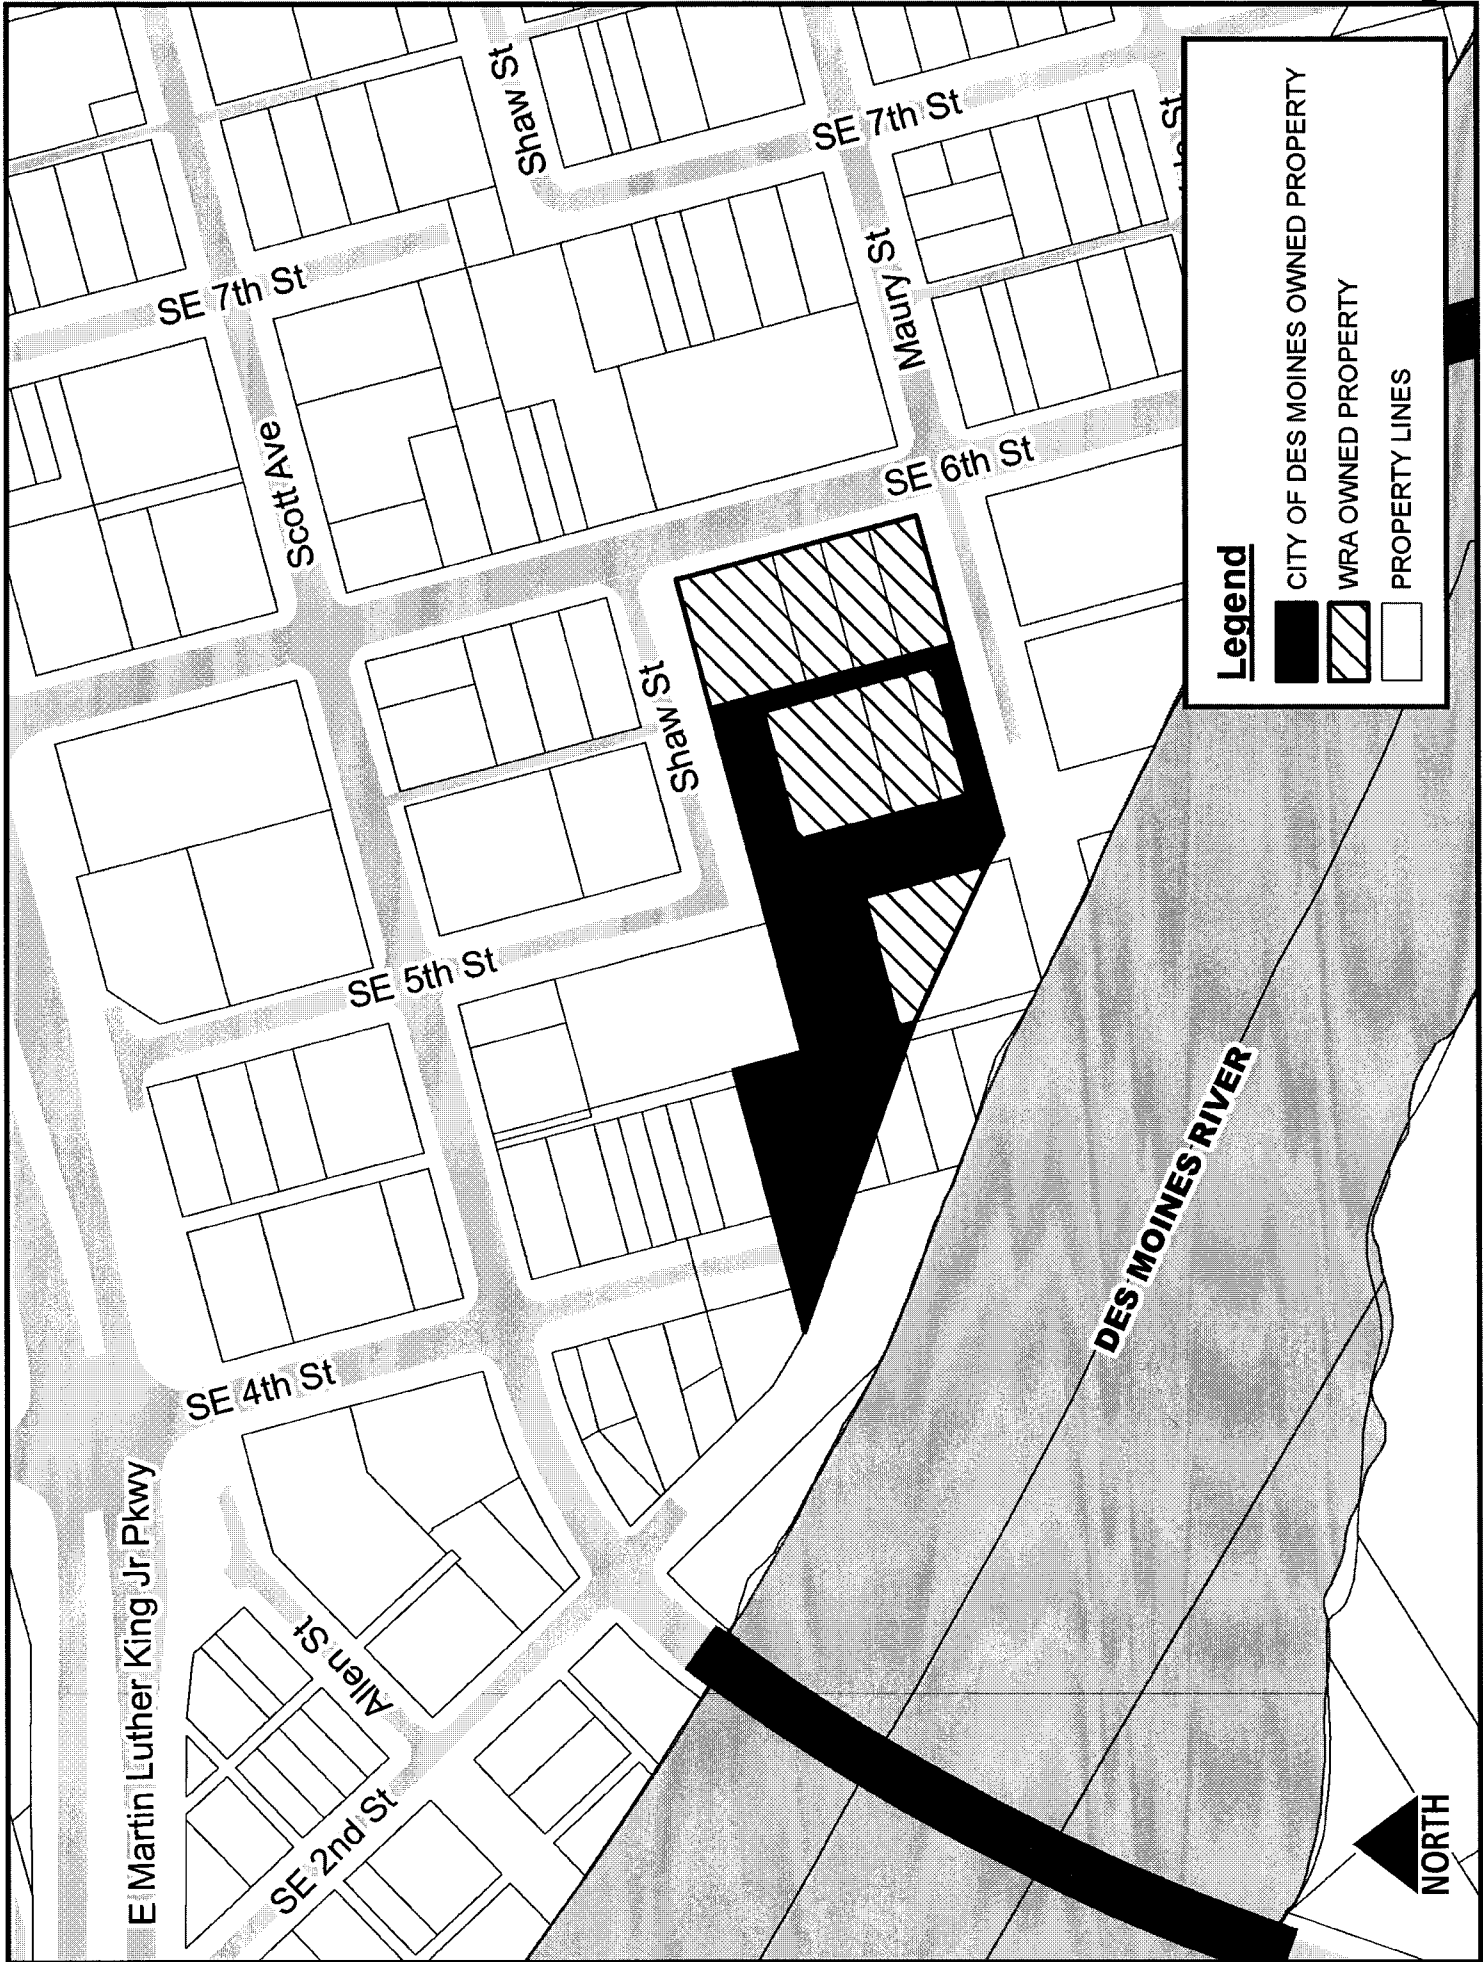 E Martin Luther King Jr Pkwy
SE 2nd St
Allen St
SE 4th St
SE 5th St
Scott Ave
SE 7th St
Shaw St
Shaw St
SE 6th St
Maury St
SE 7th St
DES MOINES RIVER
NORTH
Legend
CITY OF DES MOINES OWNED PROPERTY
WRA OWNED PROPERTY
PROPERTY LINES
St